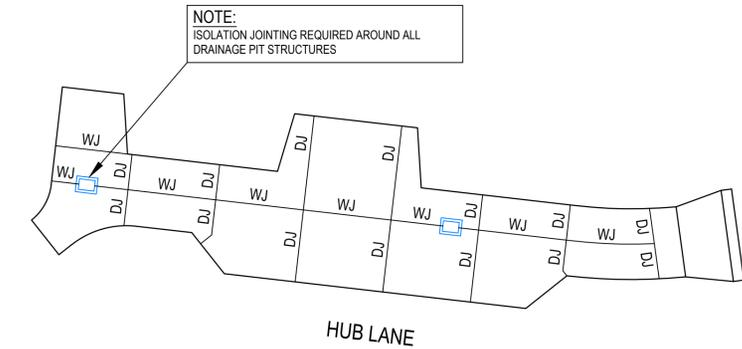 NOTE:
ISOLATION JOINTING REQUIRED AROUND ALL
DRAINAGE PIT STRUCTURES
WJ
WJ
DJ
DJ
WJ
DJ
DJ
WJ
DJ
DJ
WJ
DJ
DJ
WJ
DJ
DJ
WJ
DJ
DJ
WJ
DJ
DJ
HUB LANE